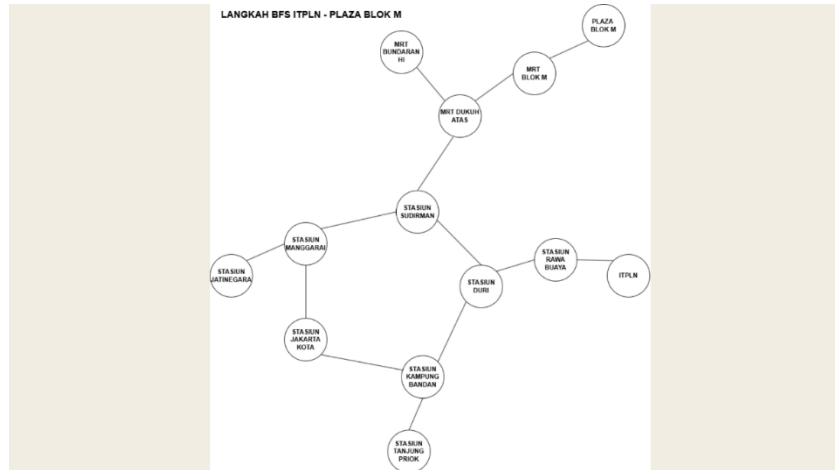 LANGKAH BFS ITPLN - PLAZA BLOK M
PLAZA
BLOK M
MRT
BUNDARAN
HI
MRT
BLOK M
MRT DUKUH
ATAS
STASIUN
SUDIRMAN
STASIUN
MANGGARAI
STASIUN
RAWA
BUAYA
STASIUN
JATINEGARA
ITPLN
STASIUN
DURI
STASIUN
JAKARTA
KOTA
STASIUN
KAMPUNG
BANDAN
STASIUN
TANJUNG
PRIOK